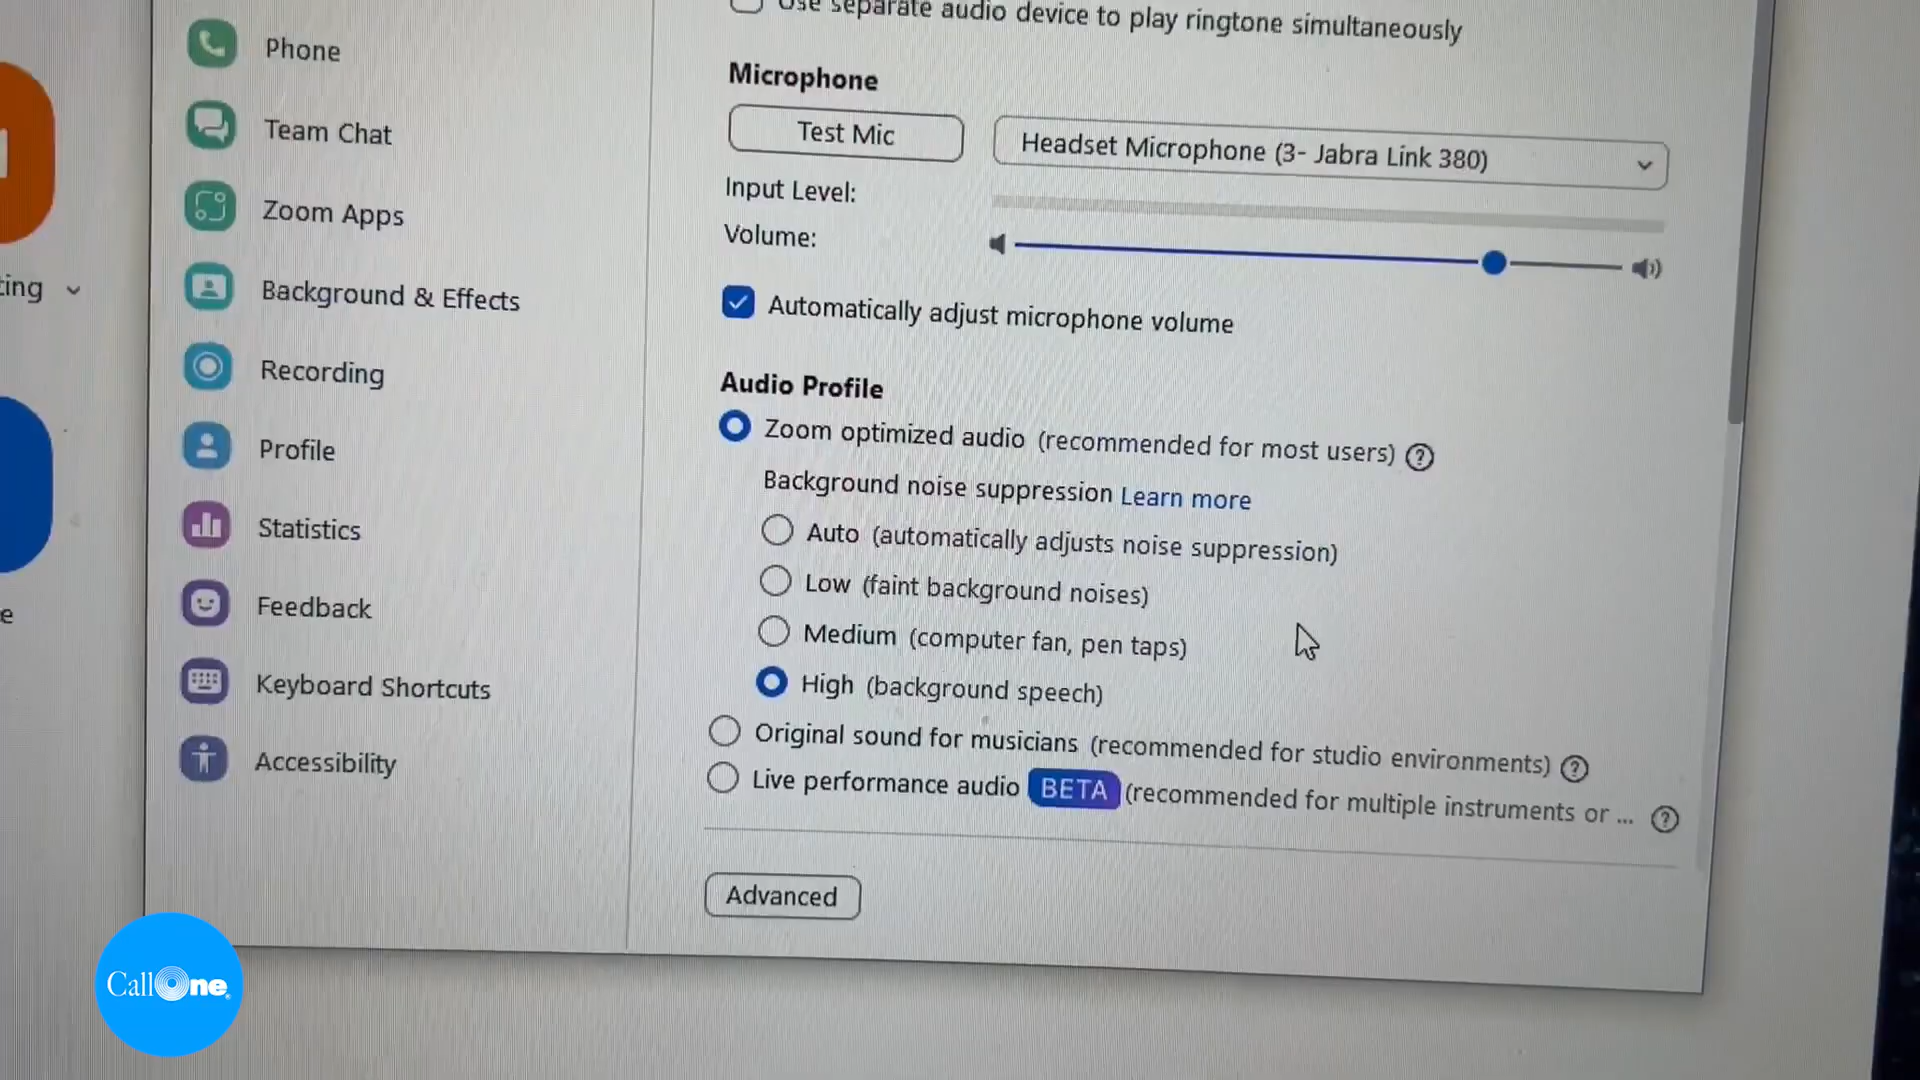 Use separate audio device to play ringtone simultaneously
Phone
Team Chat
Zoom Apps
Background & Effects
Recording
Profile
Statistics
Feedback
Keyboard Shortcuts
Accessibility
Microphone
Test Mic
Headset Microphone (3- Jabra Link 380)
Input Level:
Volume:
Automatically adjust microphone volume
Audio Profile
Zoom optimized audio (recommended for most users) ?
Background noise suppression Learn more
Auto (automatically adjusts noise suppression)
Low (faint background noises)
Medium (computer fan, pen taps)
High (background speech)
Original sound for musicians (recommended for studio environments) ?
Live performance audio BETA (recommended for multiple instruments or ... ?
Advanced
CallOne